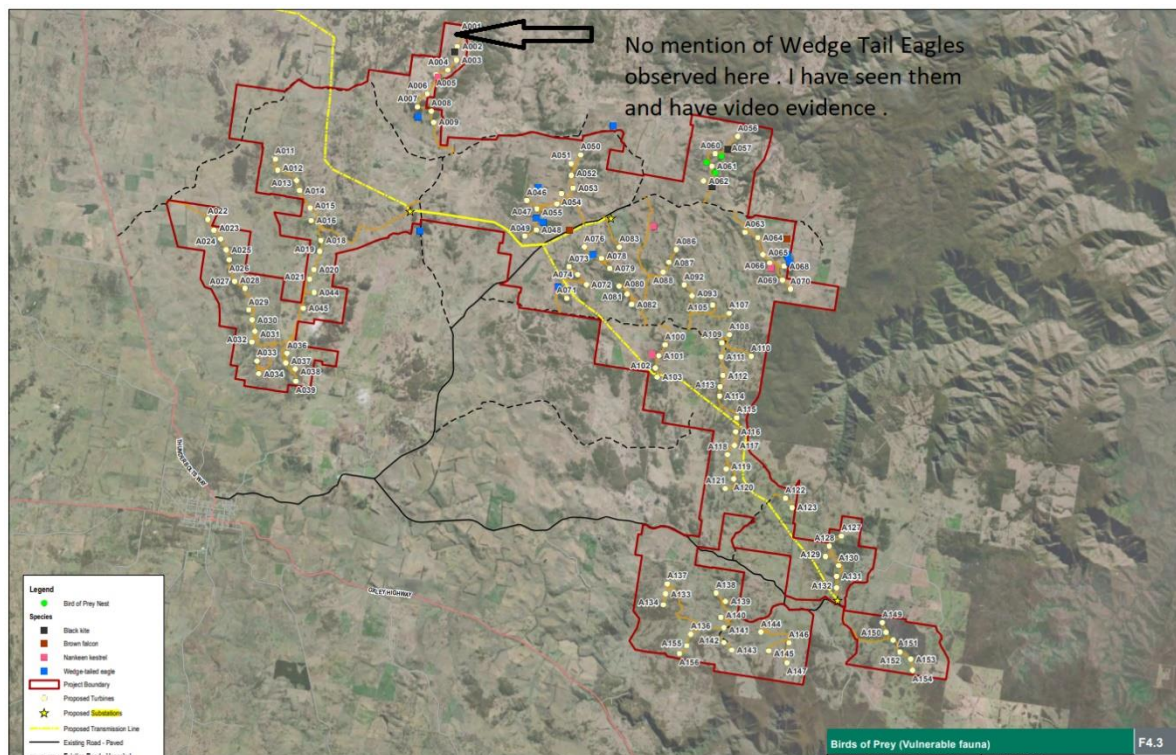 No mention of Wedge Tail Eagles
observed here . I have seen them
and have video evidence .
A001
A002
A003
A004
A005
A006
A007
A008
A009
A011
A012
A013
A014
A015
A016
A018
A019
A020
A021
A044
A045
A022
A023
A024
A025
A026
A027
A028
A029
A030
A031
A032
A033
A034
A036
A037
A038
A039
A050
A051
A052
A053
A046
A054
A047
A055
A049
A048
A056
A057
A060
A061
A062
A063
A064
A065
A066
A068
A069
A070
A076
A083
A073
A078
A079
A074
A072
A071
A080
A081
A082
A086
A087
A088
A092
A093
A105
A107
A108
A109
A110
A111
A112
A113
A114
A100
A101
A102
A103
A115
A116
A117
A118
A119
A120
A121
A122
A123
A127
A128
A129
A130
A131
A132
A137
A133
A134
A138
A139
A140
A136
A141
A155
A142
A143
A156
A144
A146
A145
A147
A149
A150
A151
A152
A153
A154
HIGHWAY
Legend
Bird of Prey Nest
Species
Black kite
Brown falcon
Nankeen kestrel
Wedge-tailed eagle
Project Boundary
Proposed Turbines
Proposed Substations
Proposed Transmission Line
Existing Road - Paved
Birds of Prey (Vulnerable fauna)
F4.3